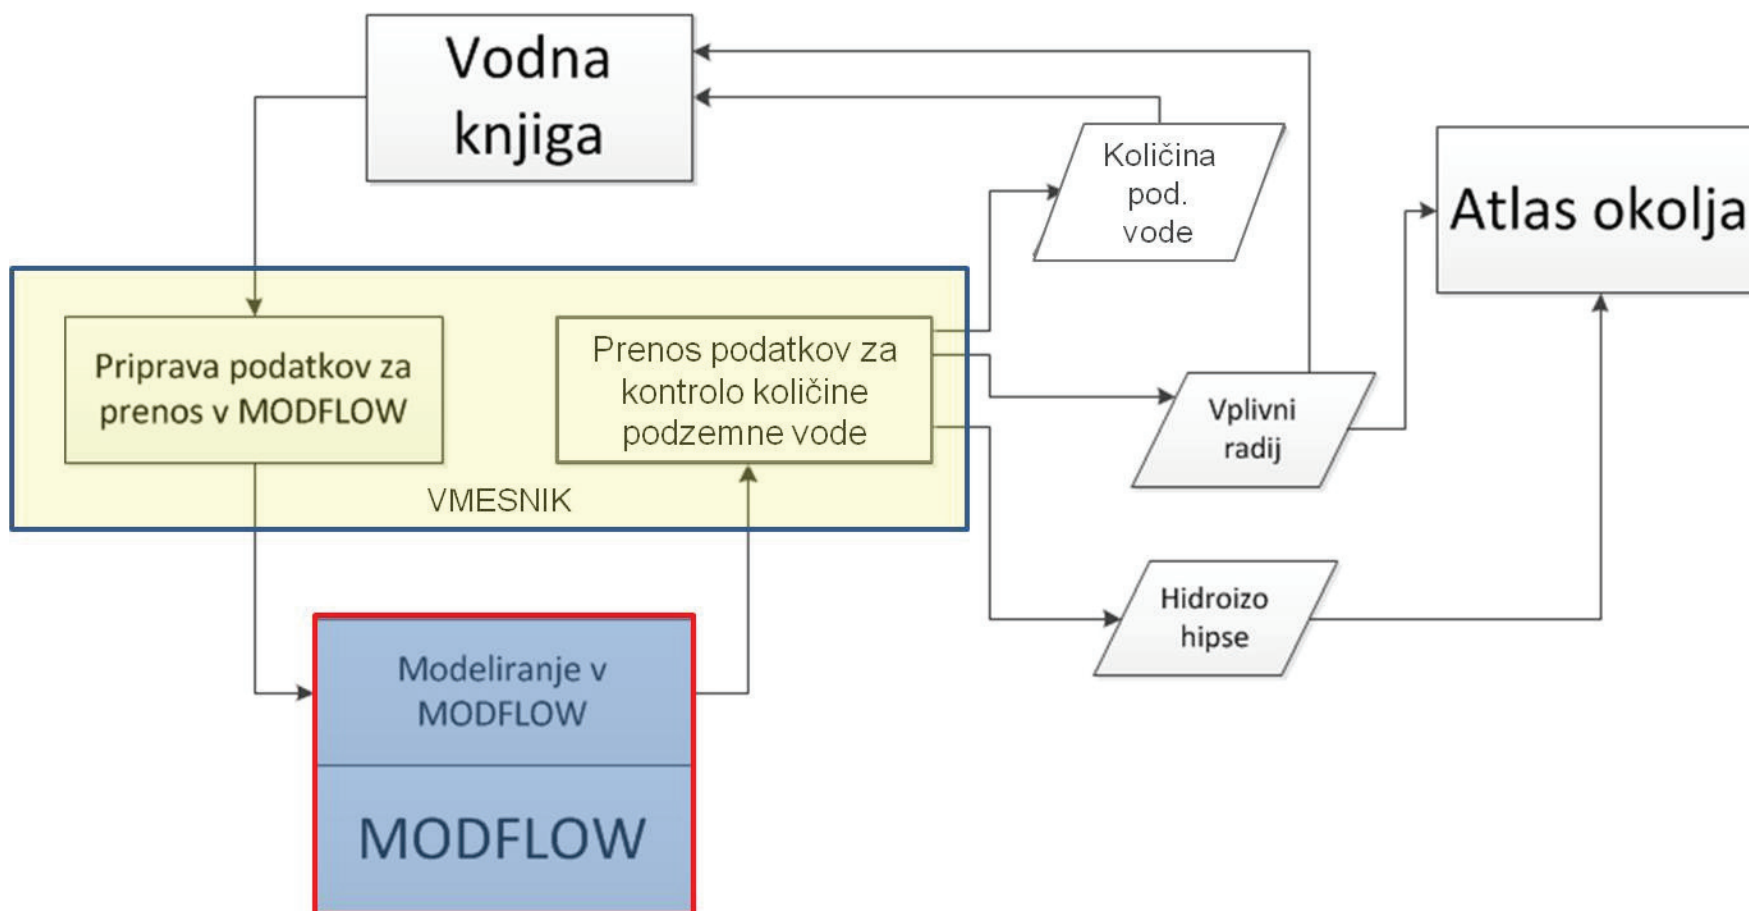 Vodna
knjiga
Količina
pod.
vode
Atlas okolja
Priprava podatkov za
prenos v MODFLOW
Prenos podatkov za
kontrolo količine
podzemne vode
VMESNIK
Vplivni
radij
Hidroizo
hipse
Modeliranje v
MODFLOW
MODFLOW